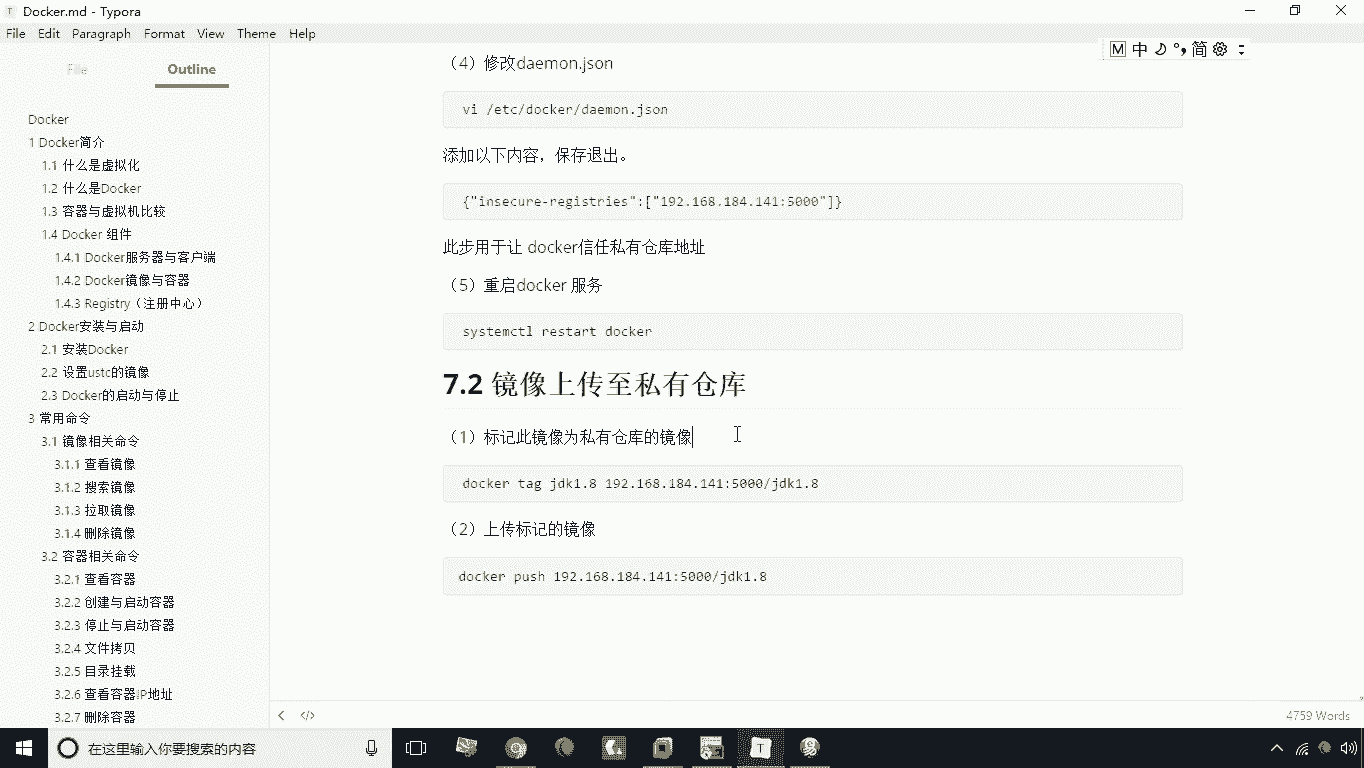 Docker.md - Typora
File Edit Paragraph Format View Theme Help
M 中 简
File Outline
Docker
1 Docker简介
1.1 什么是虚拟化
1.2 什么是Docker
1.3 容器与虚拟机比较
1.4 Docker 组件
1.4.1 Docker服务器与客户端
1.4.2 Docker镜像与容器
1.4.3 Registry（注册中心）
2 Docker安装与启动
2.1 安装Docker
2.2 设置ustc的镜像
2.3 Docker的启动与停止
3 常用命令
3.1 镜像相关命令
3.1.1 查看镜像
3.1.2 搜索镜像
3.1.3 拉取镜像
3.1.4 删除镜像
3.2 容器相关命令
3.2.1 查看容器
3.2.2 创建与启动容器
3.2.3 停止与启动容器
3.2.4 文件拷贝
3.2.5 目录挂载
3.2.6 查看容器IP地址
3.2.7 删除容器
（4）修改daemon.json
vi /etc/docker/daemon.json
添加以下内容，保存退出。
{"insecure-registries":["192.168.184.141:5000"]}
此步用于让 docker信任私有仓库地址
（5）重启docker 服务
systemctl restart docker
7.2 镜像上传至私有仓库
（1）标记此镜像为私有仓库的镜像
docker tag jdk1.8 192.168.184.141:5000/jdk1.8
（2）上传标记的镜像
docker push 192.168.184.141:5000/jdk1.8
4759 Words
在这里输入你要搜索的内容
T